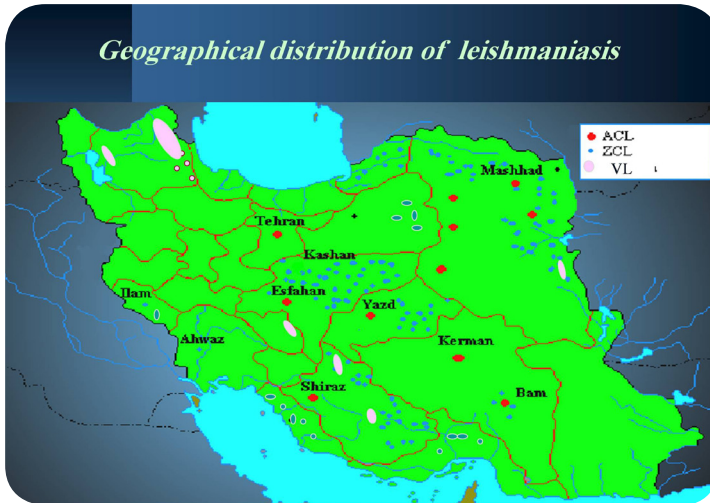 Geographical distribution of leishmaniasis
ACL
ZCL
VL
Mashhad
Tehran
Kashan
Esfahan
Ilam
Yazd
Ahwaz
Kerman
Shiraz
Bam